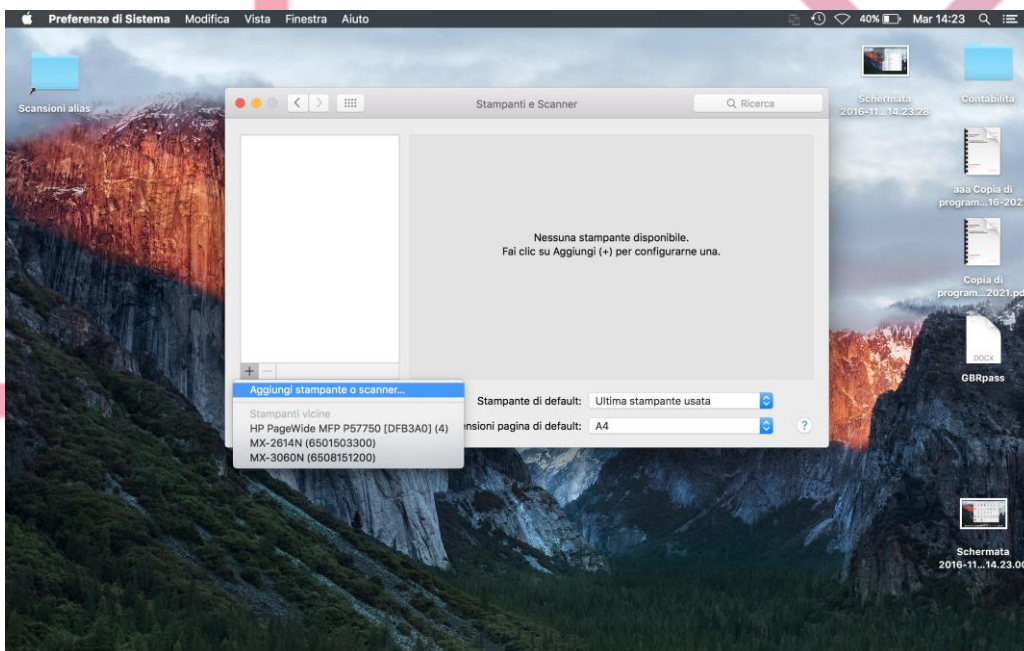 Preferenze di Sistema Modifica Vista Finestra Aiuto 40% Mar 14:23
Scansioni alias
Schermata
2016-11...14.23.28
Contabilita
Stampanti e Scanner
Ricerca
aaa Copia di
program...16-202
Nessuna stampante disponibile.
Fai clic su Aggiungi (+) per configurarne una.
Copia di
program...2021.pd
DOCX
GBRpass
Aggiungi stampante o scanner...
Stampanti vicine
HP PageWide MFP P57750 [DFB3A0] (4)
MX-2614N (6501503300)
MX-3060N (6508151200)
Stampante di default: Ultima stampante usata
ensioni pagina di default: A4
?
Schermata
2016-11...14.23.00